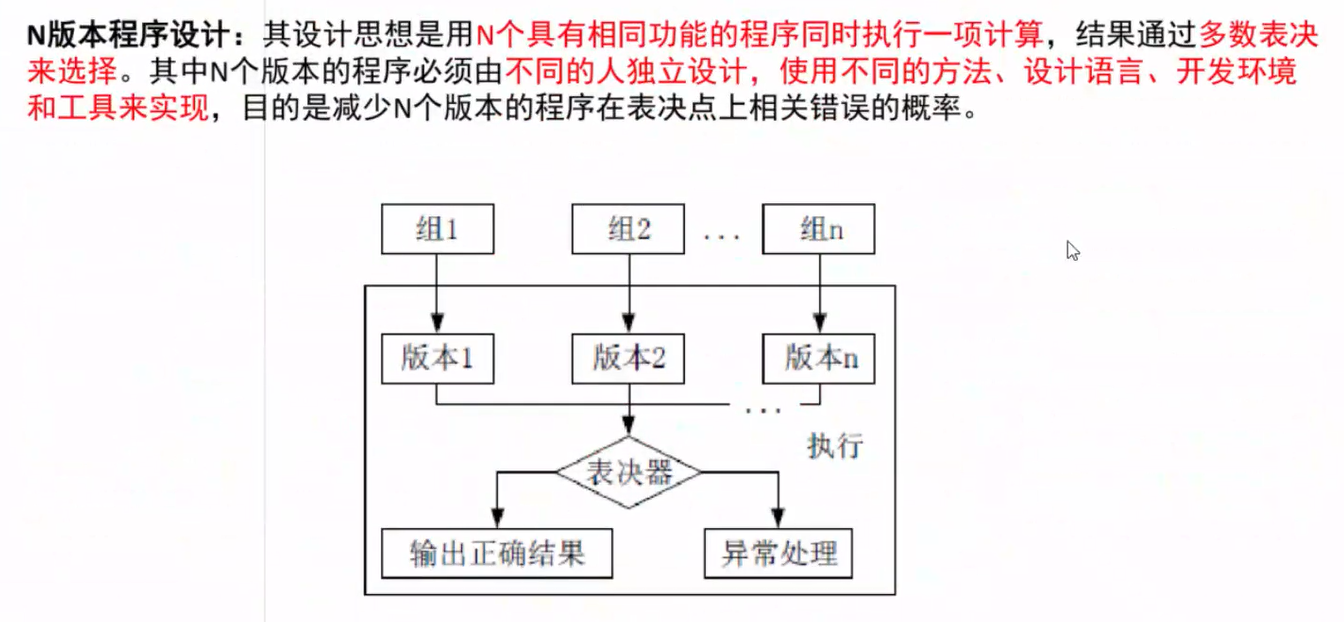 N版本程序设计：其设计思想是用N个具有相同功能的程序同时执行一项计算，结果通过多数表决
来选择。其中N个版本的程序必须由不同的人独立设计，使用不同的方法、设计语言、开发环境
和工具来实现，目的是减少N个版本的程序在表决点上相关错误的概率。
组1 组2 ... 组n
版本1 版本2 版本n
...
执行
表决器
输出正确结果 异常处理